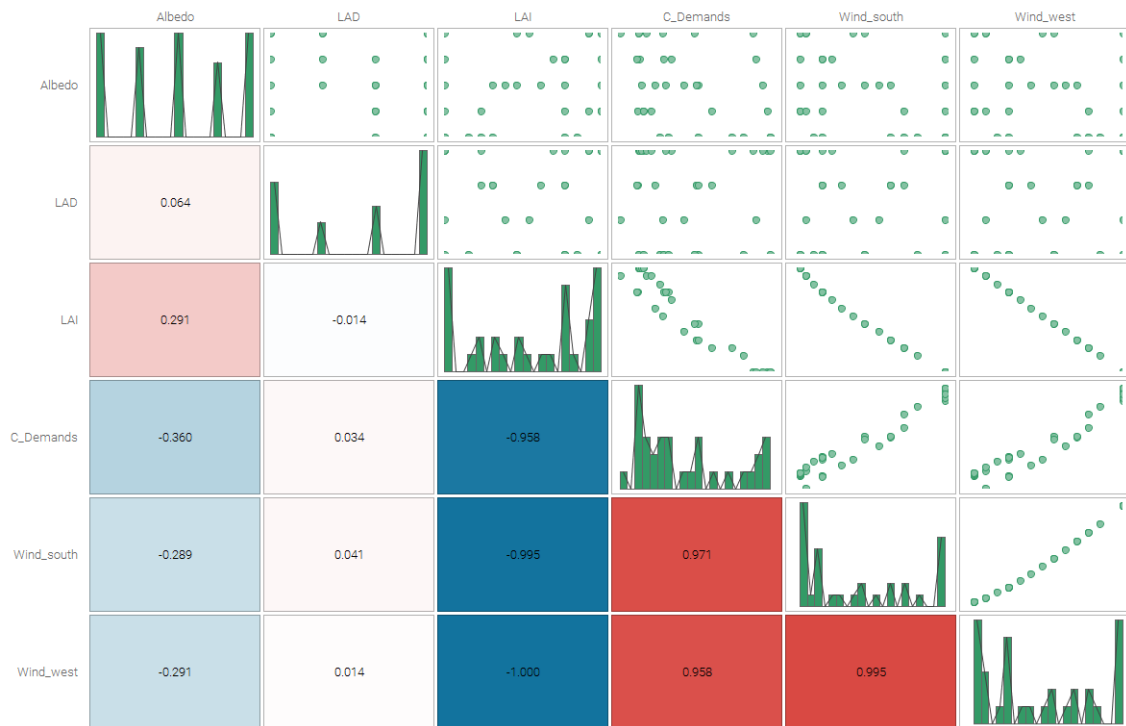 Albedo LAD LAI C_Demands Wind_south Wind_west
Albedo
LAD 0.064
LAI 0.291 -0.014
C_Demands -0.360 0.034 -0.958
Wind_south -0.289 0.041 -0.995 0.971
Wind_west -0.291 0.014 -1.000 0.958 0.995